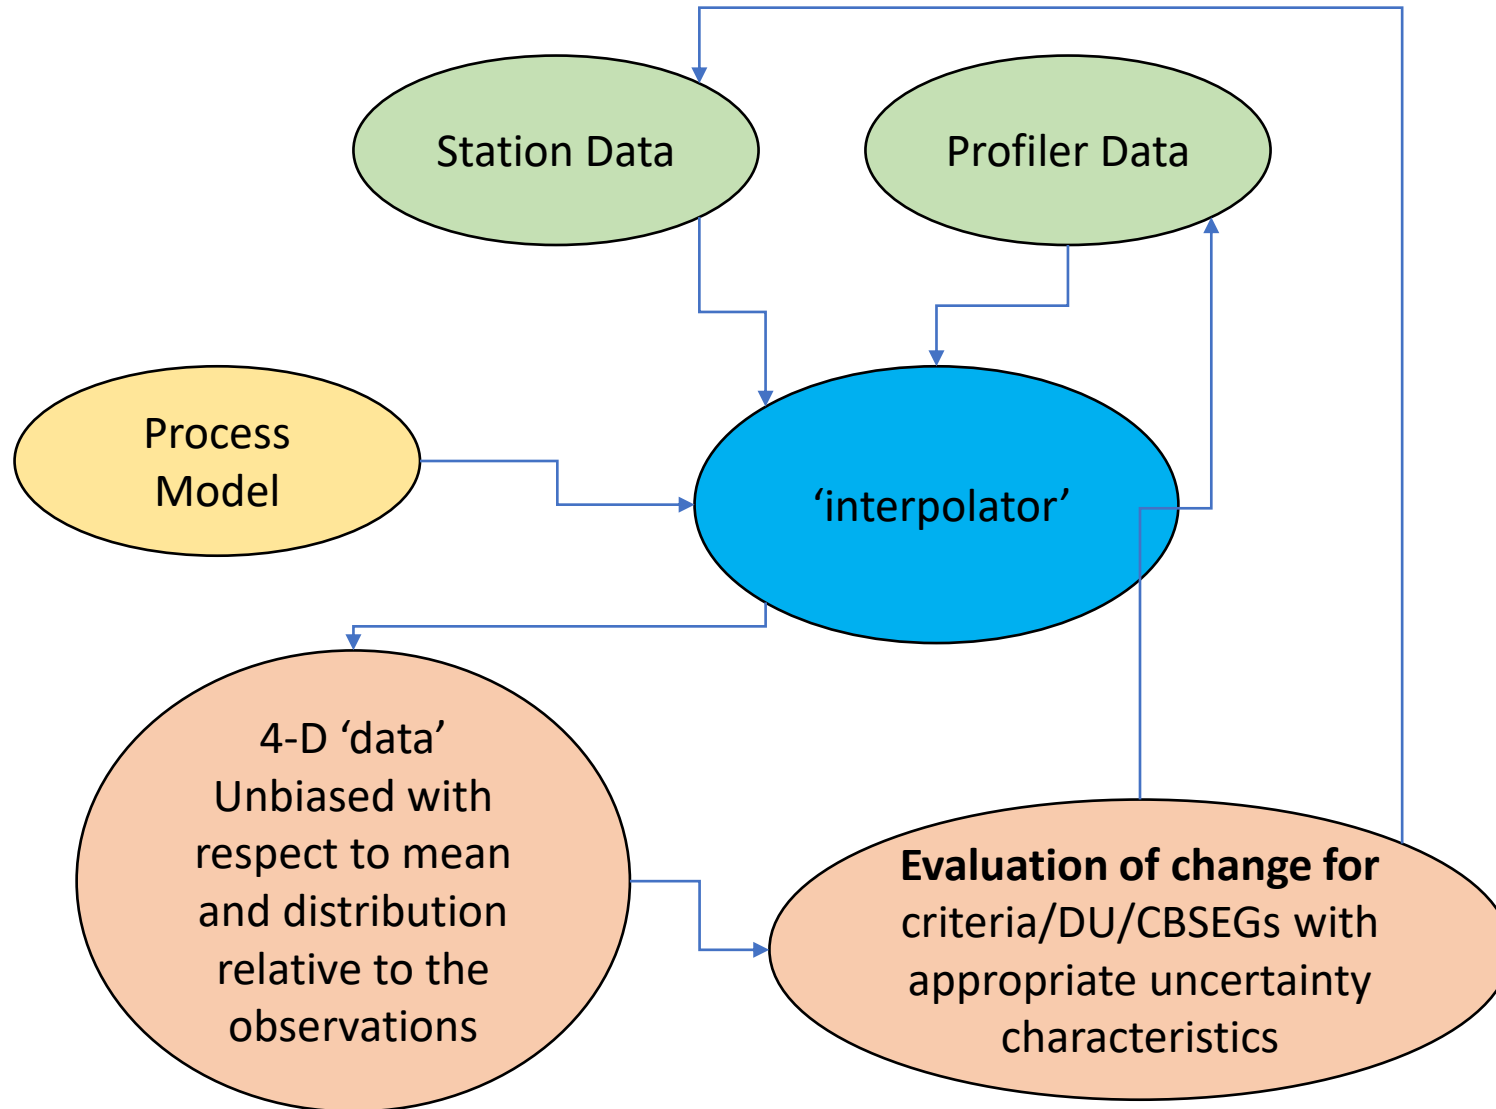 Station Data
Profiler Data
Process
Model
‘interpolator’
4-D ‘data’
Unbiased with
respect to mean
and distribution
relative to the
observations
Evaluation of change for
criteria/DU/CBSEGs with
appropriate uncertainty
characteristics